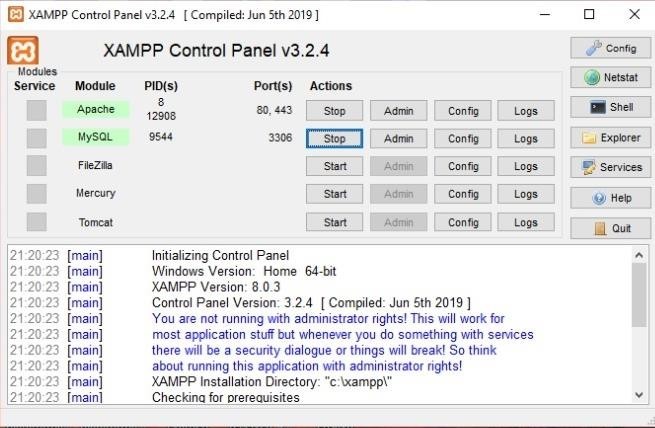 XAMPP Control Panel v3.2.4 [ Compiled: Jun 5th 2019 ]
XAMPP Control Panel v3.2.4
Config
Modules
Service Module PID(s) Port(s) Actions
Netstat
Apache 8 12908 80, 443 Stop Admin Config Logs
Shell
MySQL 9544 3306 Stop Admin Config Logs
Explorer
FileZilla Start Admin Config Logs
Services
Mercury Start Admin Config Logs
Help
Tomcat Start Admin Config Logs
Quit
21:20:23 [main] Initializing Control Panel
21:20:23 [main] Windows Version: Home 64-bit
21:20:23 [main] XAMPP Version: 8.0.3
21:20:23 [main] Control Panel Version: 3.2.4 [ Compiled: Jun 5th 2019 ]
21:20:23 [main] You are not running with administrator rights! This will work for
21:20:23 [main] most application stuff but whenever you do something with services
21:20:23 [main] there will be a security dialogue or things will break! So think
21:20:23 [main] about running this application with administrator rights!
21:20:23 [main] XAMPP Installation Directory: "c:\xampp\"
21:20:23 [main] Checking for prerequisites